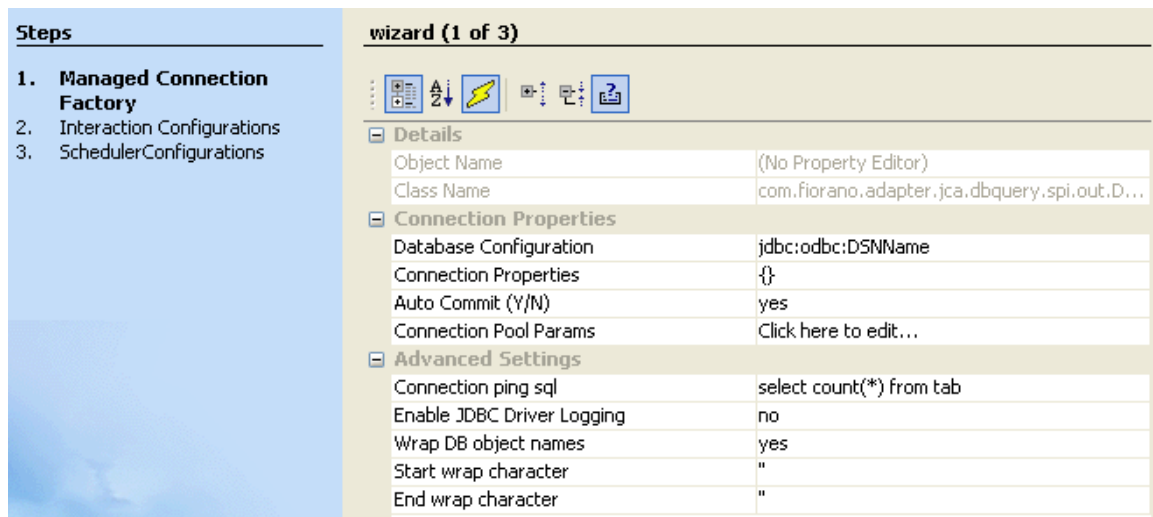 Steps
1. Managed Connection
Factory
2. Interaction Configurations
3. SchedulerConfigurations
wizard (1 of 3)
Details
Object Name (No Property Editor)
Class Name com.fiorano.adapter.jca.dbquery.spi.out.D...
Connection Properties
Database Configuration jdbc:odbc:DSNName
Connection Properties {}
Auto Commit (Y/N) yes
Connection Pool Params Click here to edit...
Advanced Settings
Connection ping sql select count(*) from tab
Enable JDBC Driver Logging no
Wrap DB object names yes
Start wrap character "
End wrap character "